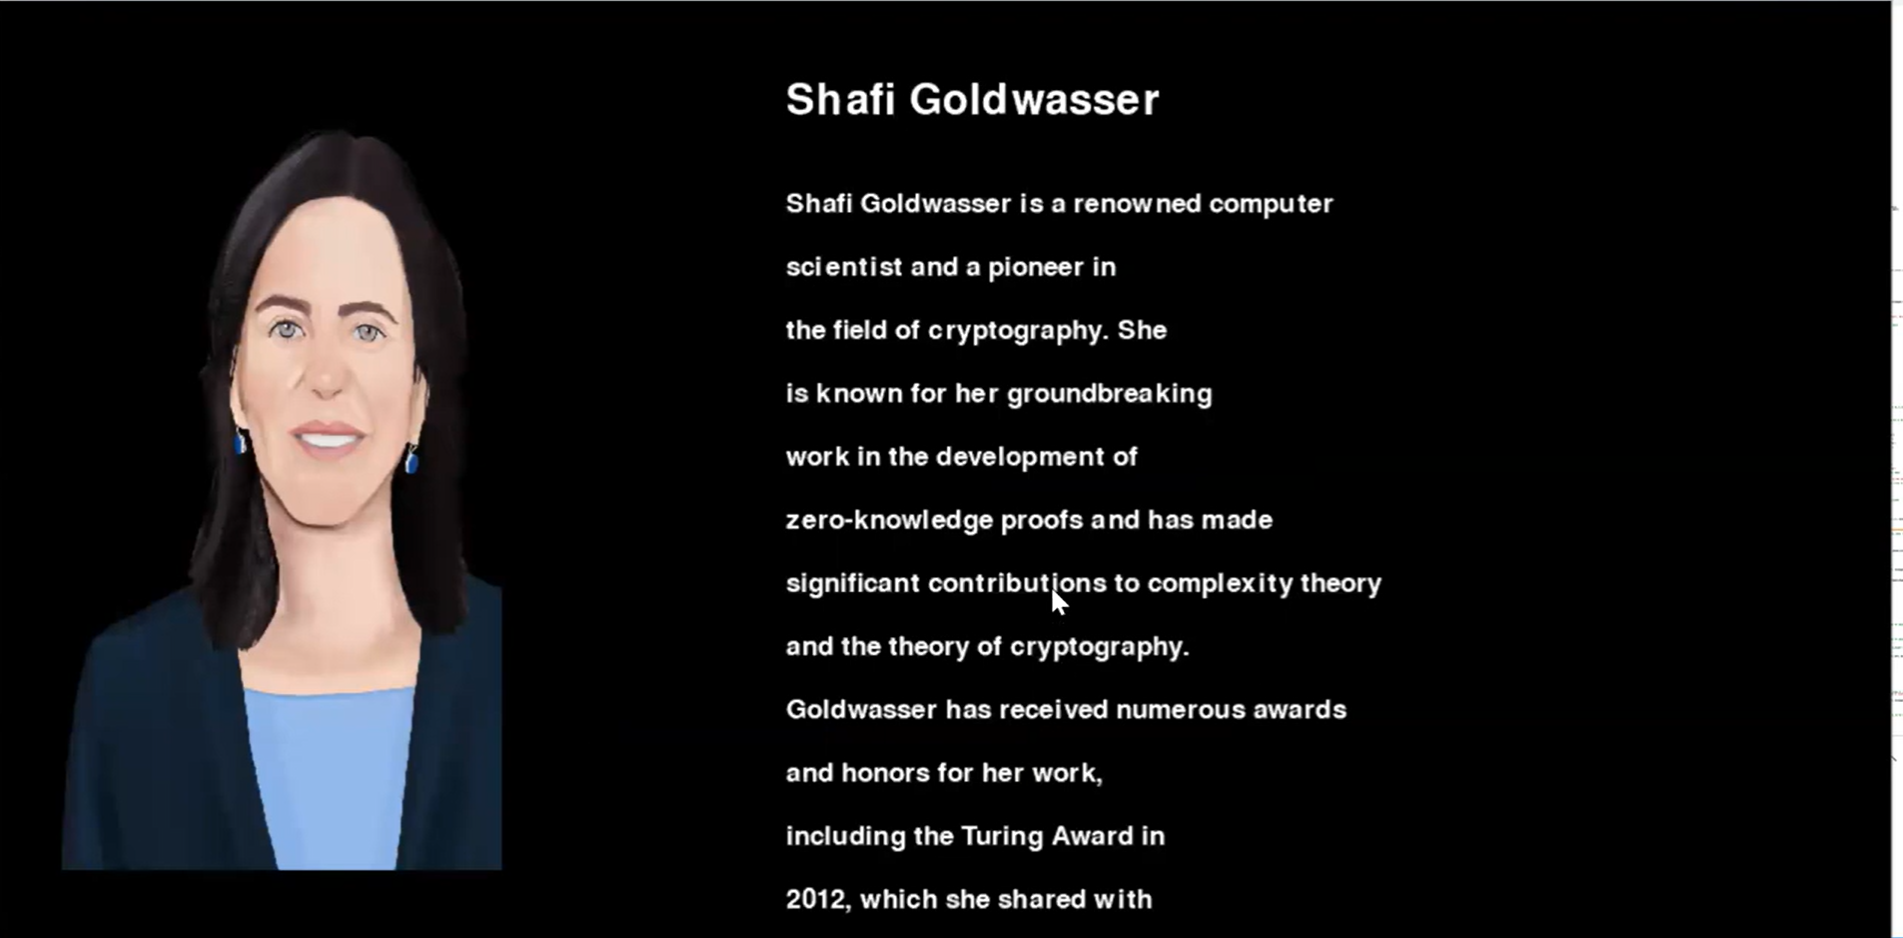 Shafi Goldwasser
Shafi Goldwasser is a renowned computer
scientist and a pioneer in
the field of cryptography. She
is known for her groundbreaking
work in the development of
zero-knowledge proofs and has made
significant contributions to complexity theory
and the theory of cryptography.
Goldwasser has received numerous awards
and honors for her work,
including the Turing Award in
2012, which she shared with